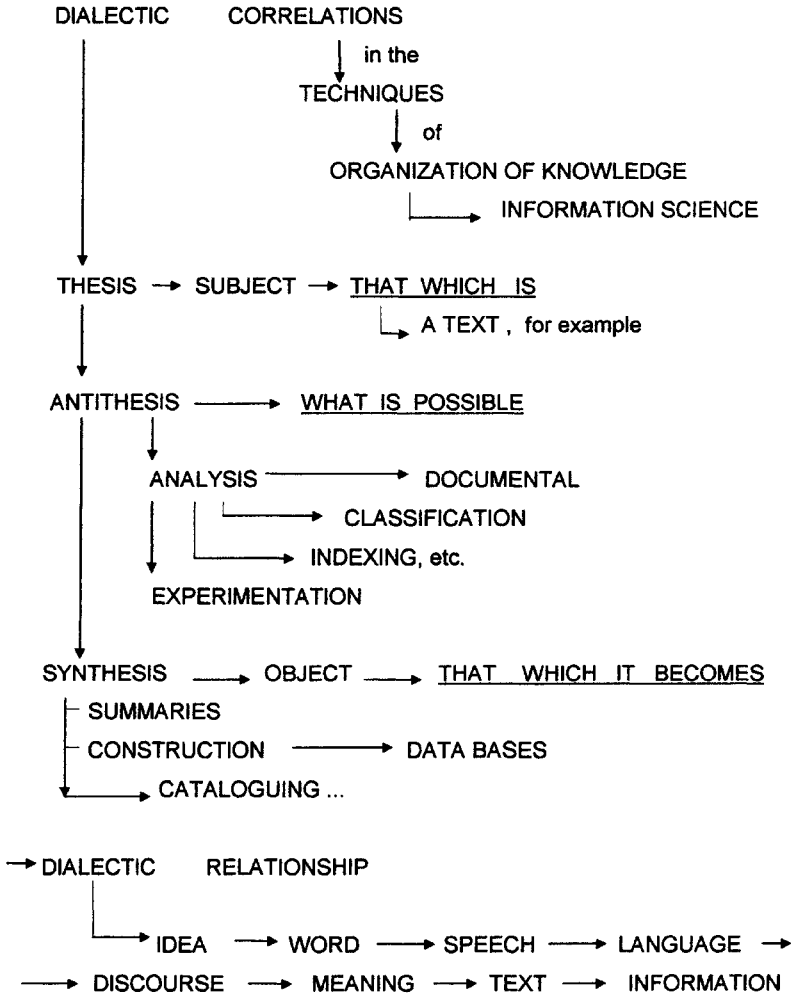 DIALECTIC CORRELATIONS
in the
TECHNIQUES
of
ORGANIZATION OF KNOWLEDGE
INFORMATION SCIENCE
THESIS → SUBJECT → THAT WHICH IS
A TEXT , for example
ANTITHESIS → WHAT IS POSSIBLE
ANALYSIS → DOCUMENTAL
CLASSIFICATION
INDEXING, etc.
EXPERIMENTATION
SYNTHESIS → OBJECT → THAT WHICH IT BECOMES
SUMMARIES
CONSTRUCTION → DATA BASES
CATALOGUING ...
→ DIALECTIC RELATIONSHIP
IDEA → WORD → SPEECH → LANGUAGE →
→ DISCOURSE → MEANING → TEXT → INFORMATION